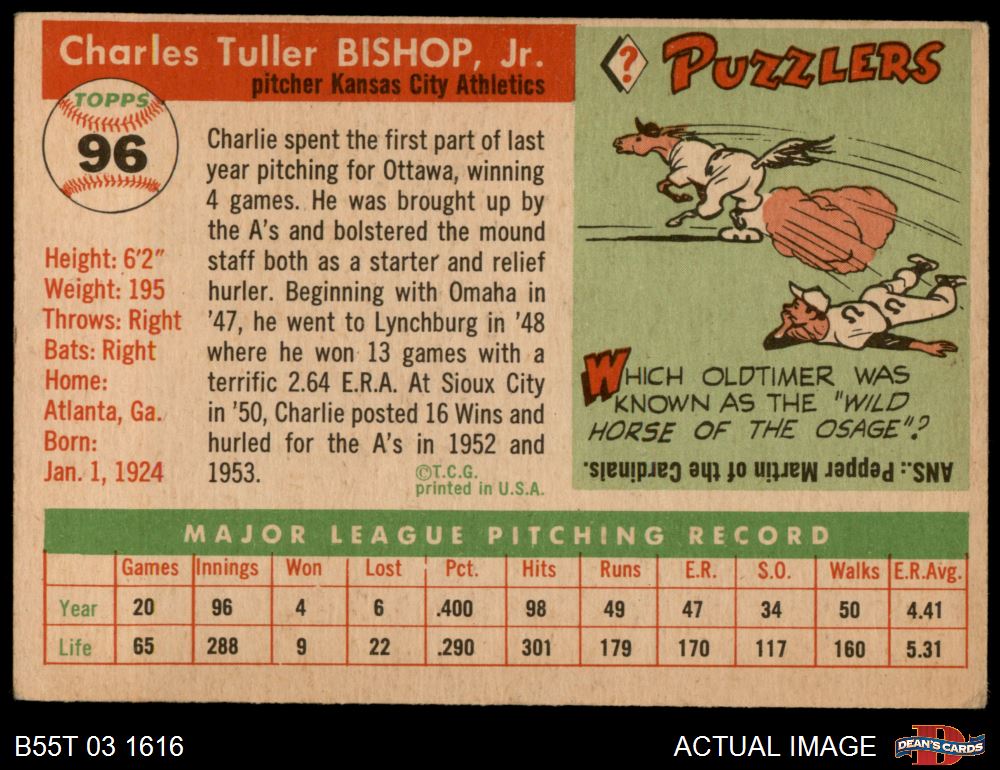 Charles Tuller BISHOP, Jr.
pitcher Kansas City Athletics
TOPPS
96
Height: 6'2"
Weight: 195
Throws: Right
Bats: Right
Home:
Atlanta, Ga.
Born:
Jan. 1, 1924
Charlie spent the first part of last
year pitching for Ottawa, winning
4 games. He was brought up by
the A's and bolstered the mound
staff both as a starter and relief
hurler. Beginning with Omaha in
'47, he went to Lynchburg in '48
where he won 13 games with a
terrific 2.64 E.R.A. At Sioux City
in '50, Charlie posted 16 Wins and
hurled for the A's in 1952 and
1953.
©T.C.G.
printed in U.S.A.
?
PUZZLERS
WHICH OLDTIMER WAS
KNOWN AS THE "WILD
HORSE OF THE OSAGE"?
ANS.: Pepper Martin of the Cardinals.
MAJOR LEAGUE PITCHING RECORD
Games Innings Won Lost Pct. Hits Runs E.R. S.O. Walks E.R.Avg.
Year 20 96 4 6 .400 98 49 47 34 50 4.41
Life 65 288 9 22 .290 301 179 170 117 160 5.31
B55T 03 1616
ACTUAL IMAGE
D
DEAN'S CARDS